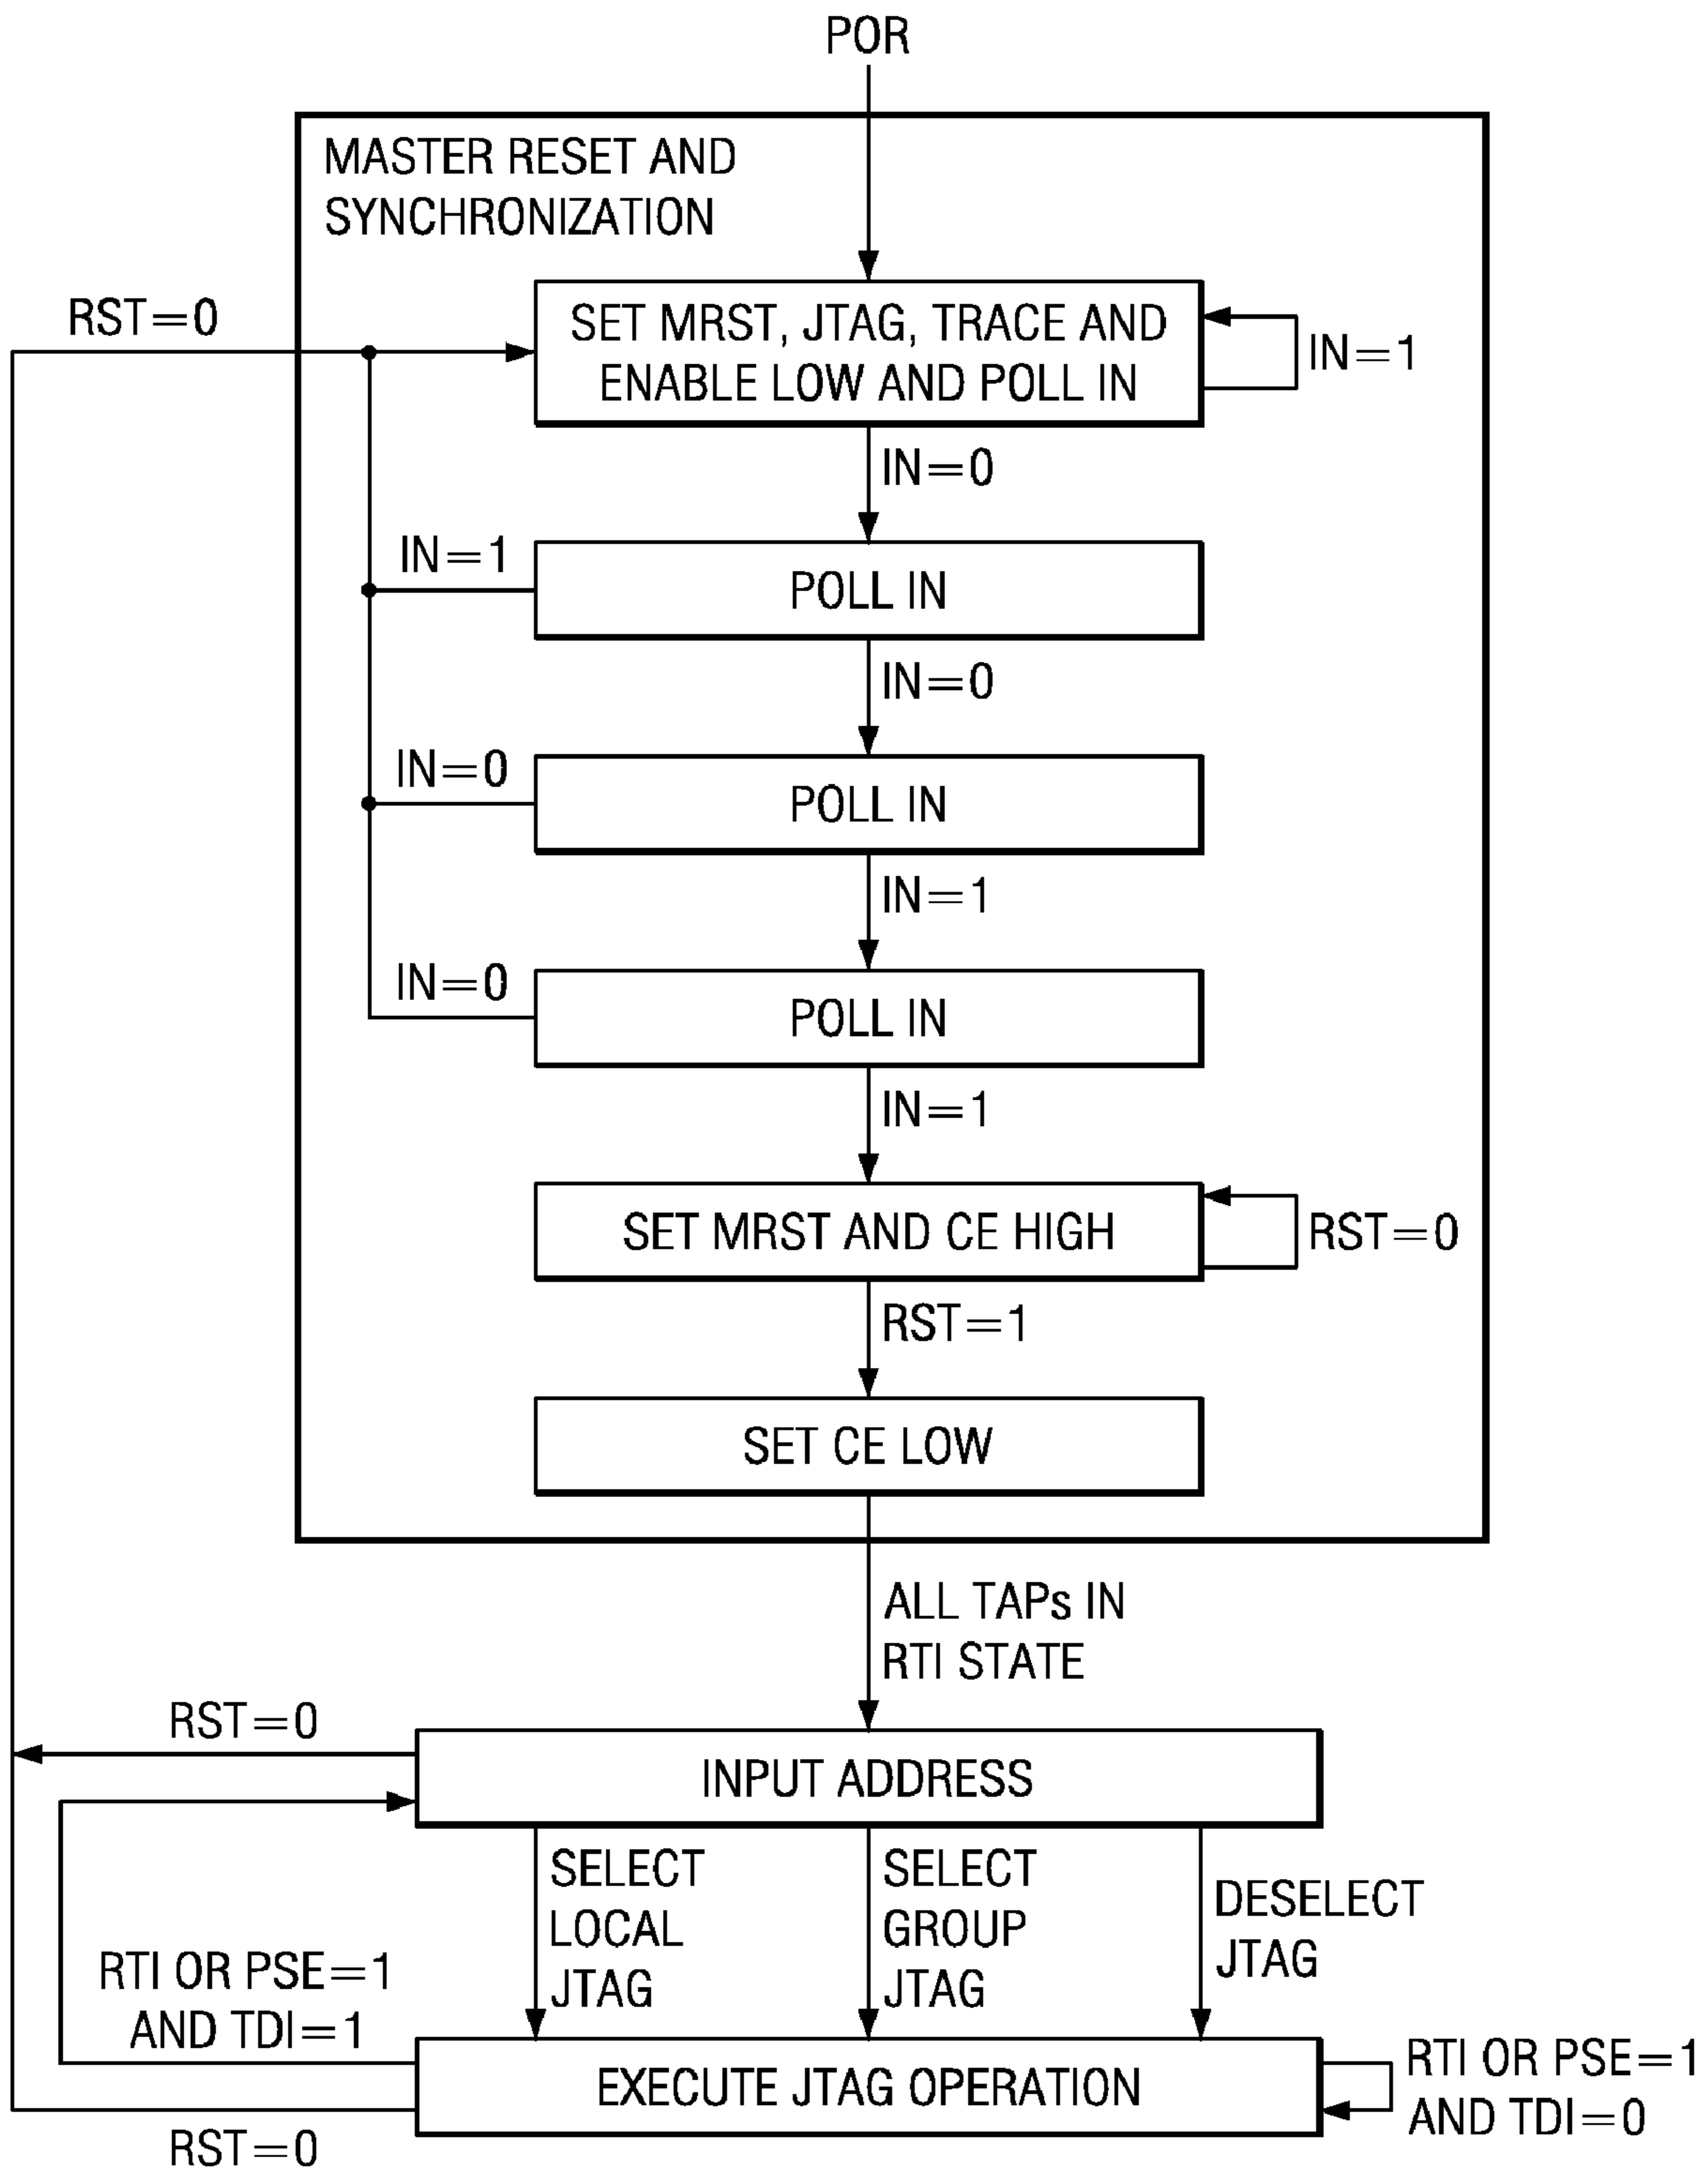 POR
MASTER RESET AND
SYNCHRONIZATION
RST=0
SET MRST, JTAG, TRACE AND
ENABLE LOW AND POLL IN
IN=1
IN=0
IN=1
POLL IN
IN=0
IN=0
POLL IN
IN=1
IN=0
POLL IN
IN=1
SET MRST AND CE HIGH
RST=0
RST=1
SET CE LOW
ALL TAPs IN
RTI STATE
RST=0
INPUT ADDRESS
SELECT
LOCAL
JTAG
SELECT
GROUP
JTAG
DESELECT
JTAG
RTI OR PSE=1
AND TDI=1
EXECUTE JTAG OPERATION
RTI OR PSE=1
AND TDI=0
RST=0